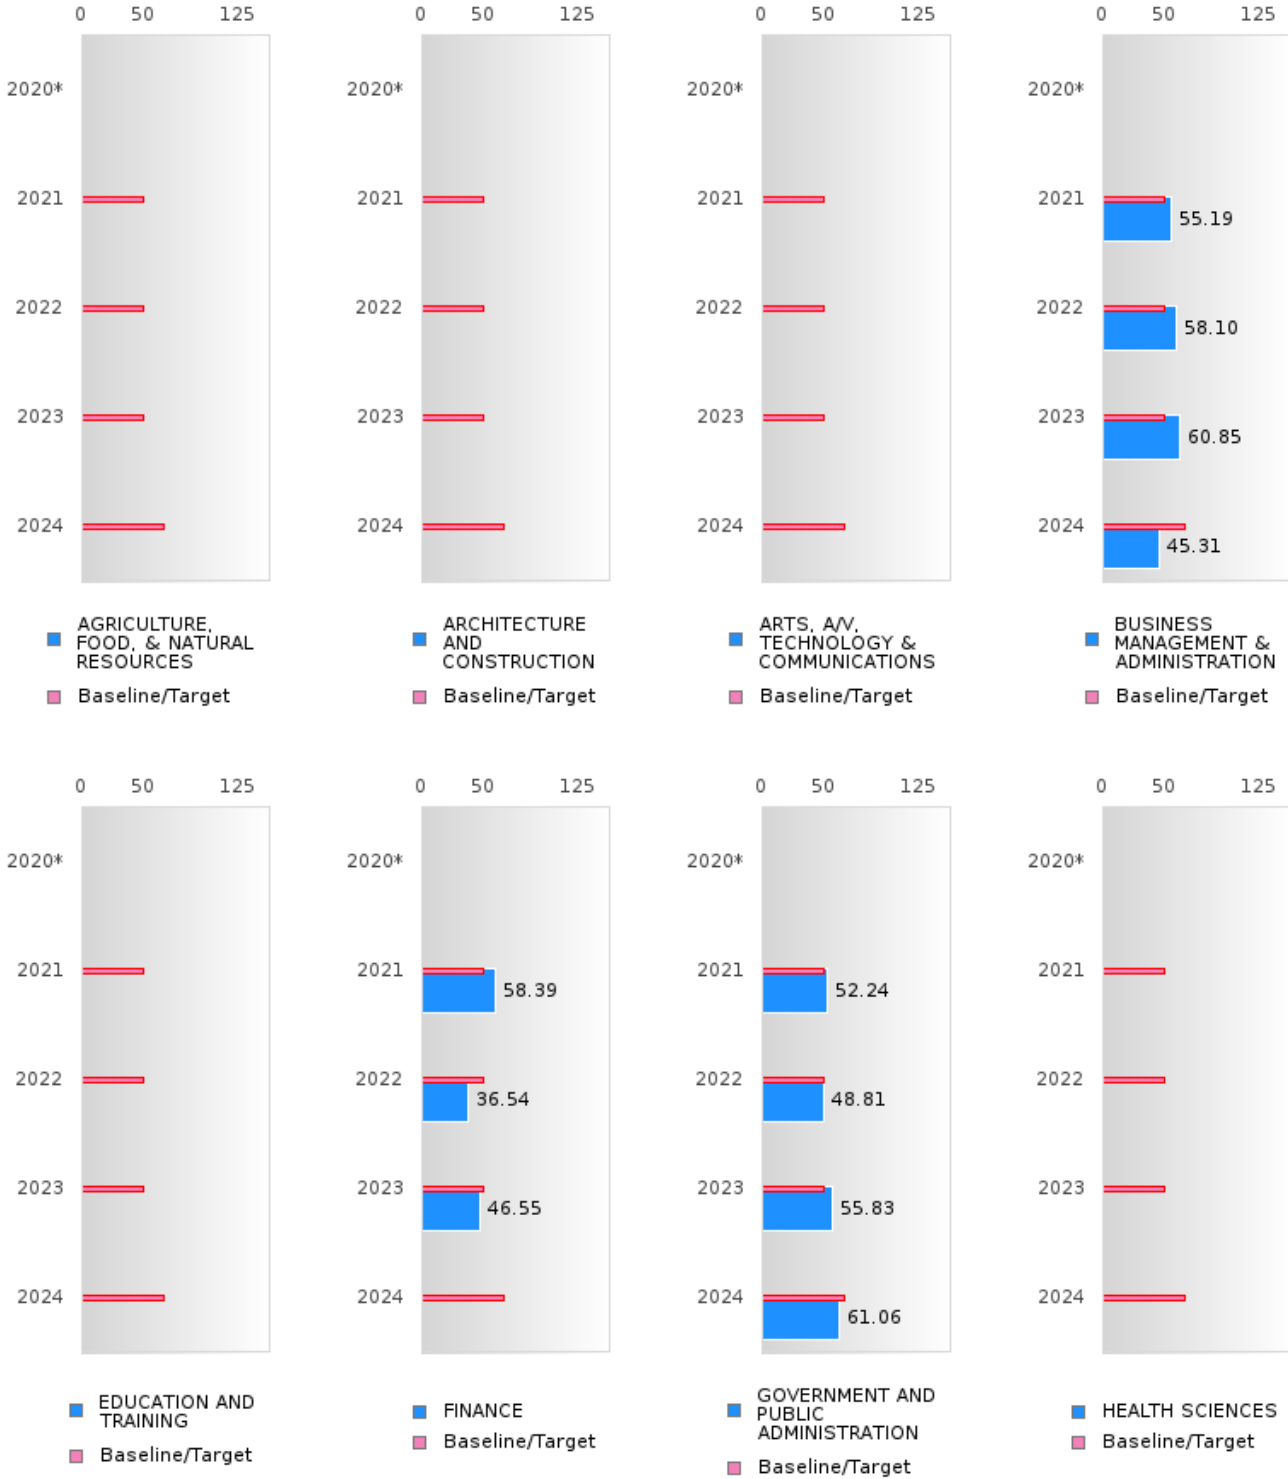 0 50 125
2020*
2021
2022
2023
2024
AGRICULTURE,
FOOD, & NATURAL
RESOURCES
Baseline/Target
0 50 125
2020*
2021
2022
2023
2024
ARCHITECTURE
AND
CONSTRUCTION
Baseline/Target
0 50 125
2020*
2021
2022
2023
2024
ARTS, A/V,
TECHNOLOGY &
COMMUNICATIONS
Baseline/Target
0 50 125
2020*
2021
55.19
2022
58.10
2023
60.85
2024
45.31
BUSINESS
MANAGEMENT &
ADMINISTRATION
Baseline/Target
0 50 125
2020*
2021
2022
2023
2024
EDUCATION AND
TRAINING
Baseline/Target
0 50 125
2020*
2021
58.39
2022
36.54
2023
46.55
2024
FINANCE
Baseline/Target
0 50 125
2020*
2021
52.24
2022
48.81
2023
55.83
2024
61.06
GOVERNMENT AND
PUBLIC
ADMINISTRATION
Baseline/Target
0 50 125
2020*
2021
2022
2023
2024
HEALTH SCIENCES
Baseline/Target